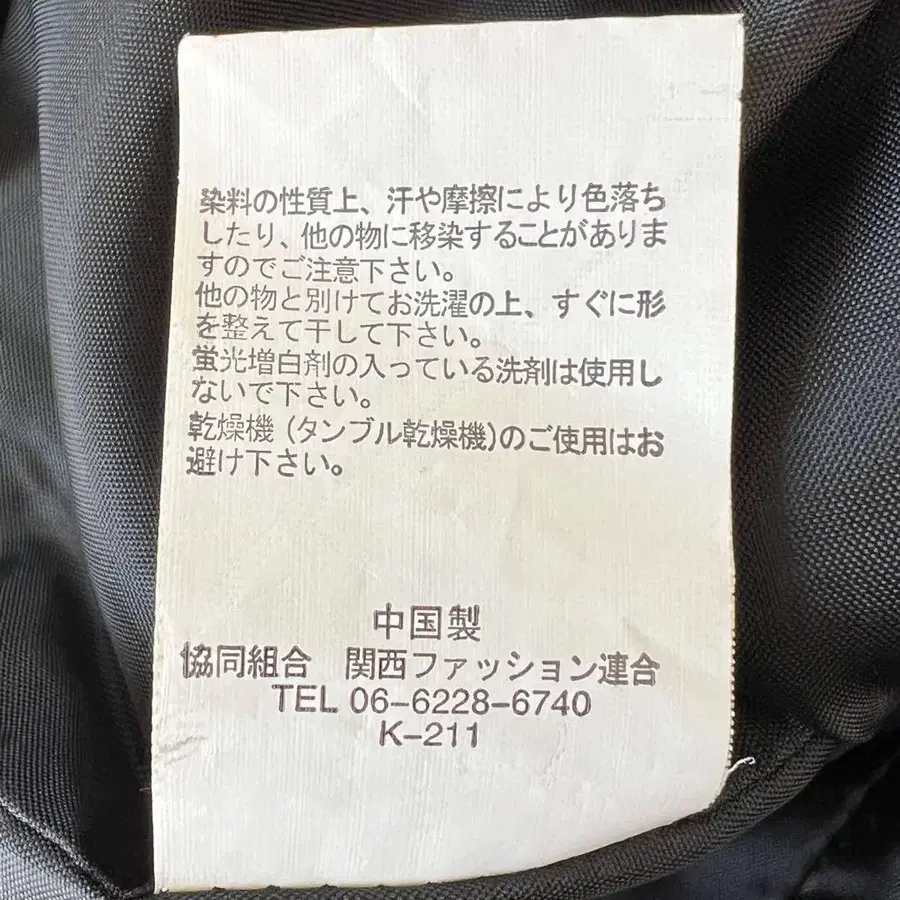 染料の性質上、汗や摩擦により色落ち
したり、他の物に移染することがありま
すのでご注意下さい。
他の物と別けてお洗濯の上、すぐに形
を整えて干して下さい。
蛍光増白剤の入っている洗剤は使用し
ないで下さい。
乾燥機(タンブル乾燥機)のご使用はお
避け下さい。
中国製
協同組合 関西ファッション連合
TEL 06-6228-6740
K-211